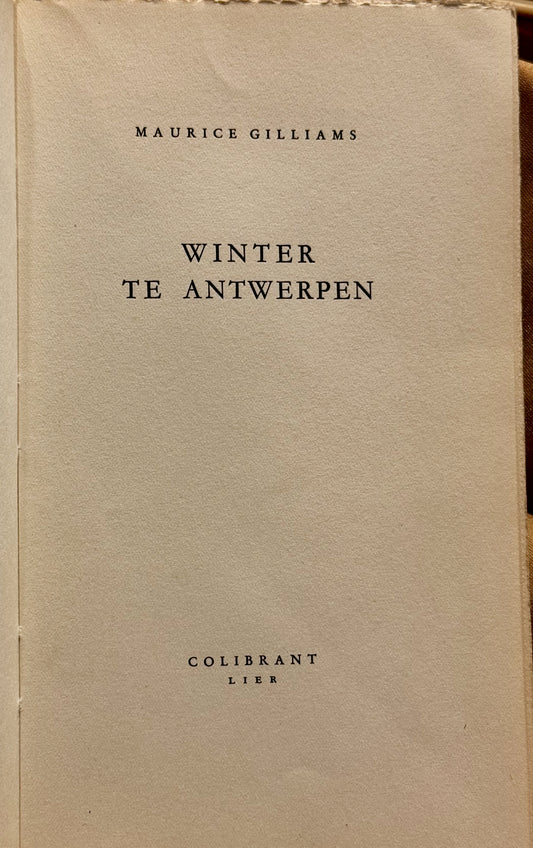 MAURICE GILLIAMS
WINTER
TE ANTWERPEN
COLIBRANT
LIER